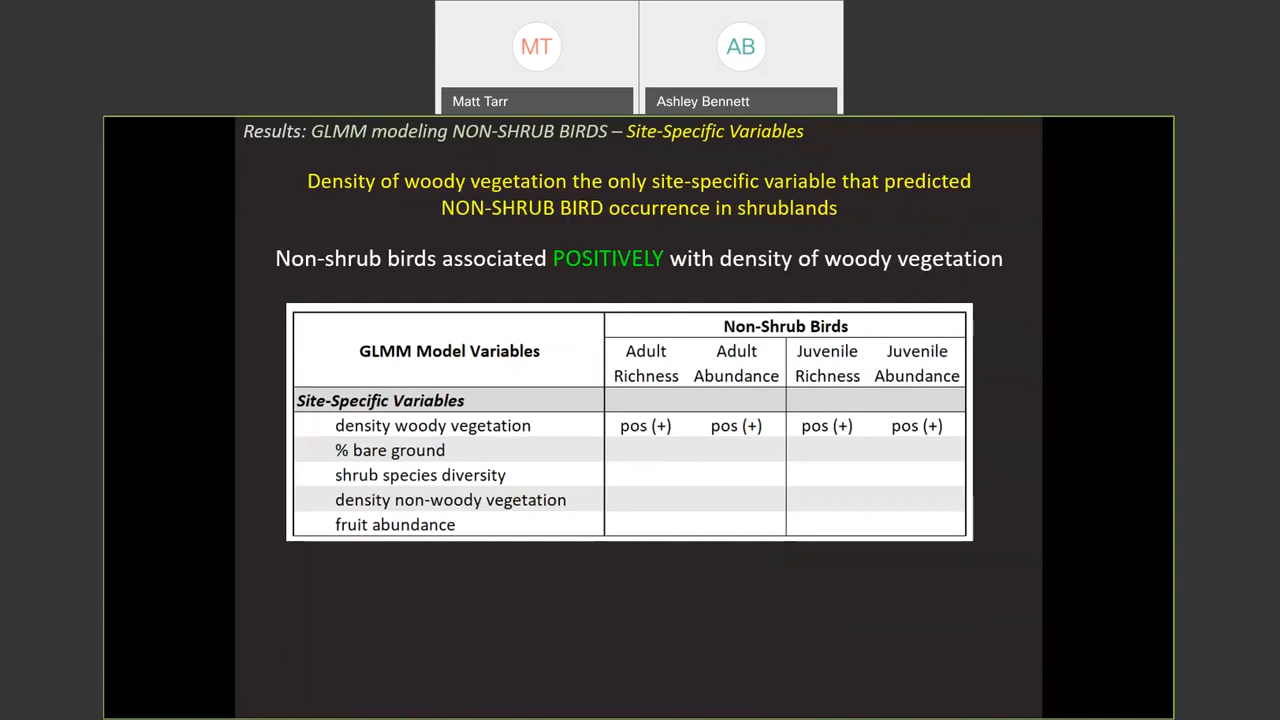 MT
AB
Matt Tarr
Ashley Bennett
Results: GLMM modeling NON-SHRUB BIRDS – Site-Specific Variables
Density of woody vegetation the only site-specific variable that predicted
NON-SHRUB BIRD occurrence in shrublands
Non-shrub birds associated POSITIVELY with density of woody vegetation
Non-Shrub Birds
GLMM Model Variables
Adult Adult Juvenile Juvenile
Richness Abundance Richness Abundance
Site-Specific Variables
density woody vegetation pos (+) pos (+) pos (+) pos (+)
% bare ground
shrub species diversity
density non-woody vegetation
fruit abundance